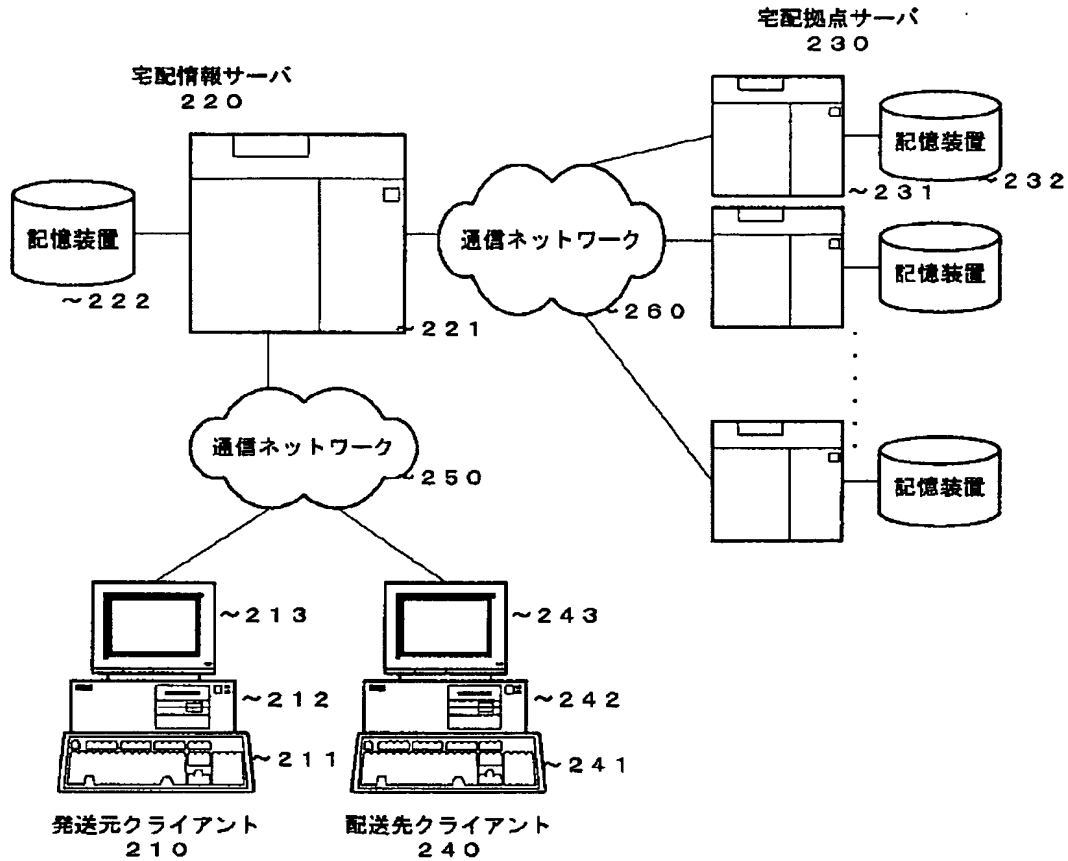 宅配拠点サーバ
２３０
宅配情報サーバ
２２０
記憶装置
～２３１
～２３２
記憶装置
～２２２
通信ネットワーク
～２６０
記憶装置
～２２１
通信ネットワーク
～２５０
記憶装置
～２１３
～２４３
～２１２
～２４２
～２１１
～２４１
発送元クライアント
２１０
配送先クライアント
２４０